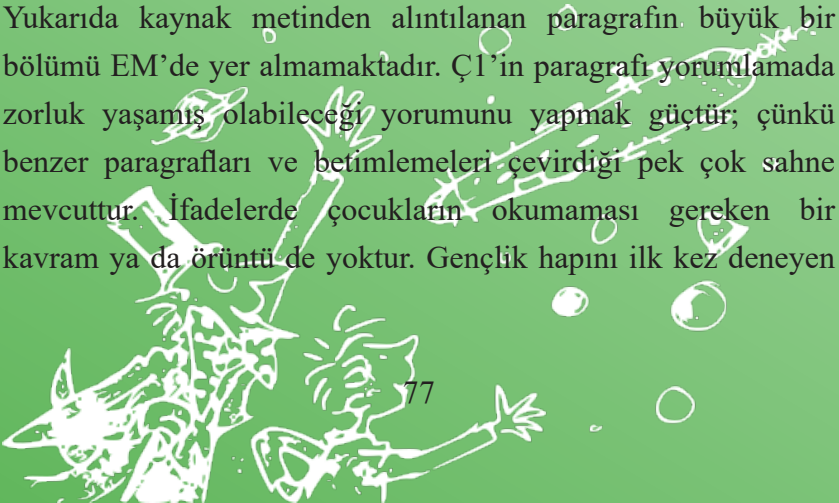 Yukarıda kaynak metinden alıntılanan paragrafın büyük bir
bölümü EM’de yer almamaktadır. Ç1’in paragrafı yorumlamada
zorluk yaşamış olabileceği yorumunu yapmak güçtür; çünkü
benzer paragrafları ve betimlemeleri çevirdiği pek çok sahne
mevcuttur. İfadelerde çocukların okumaması gereken bir
kavram ya da örüntü de yoktur. Gençlik hapını ilk kez deneyen
77